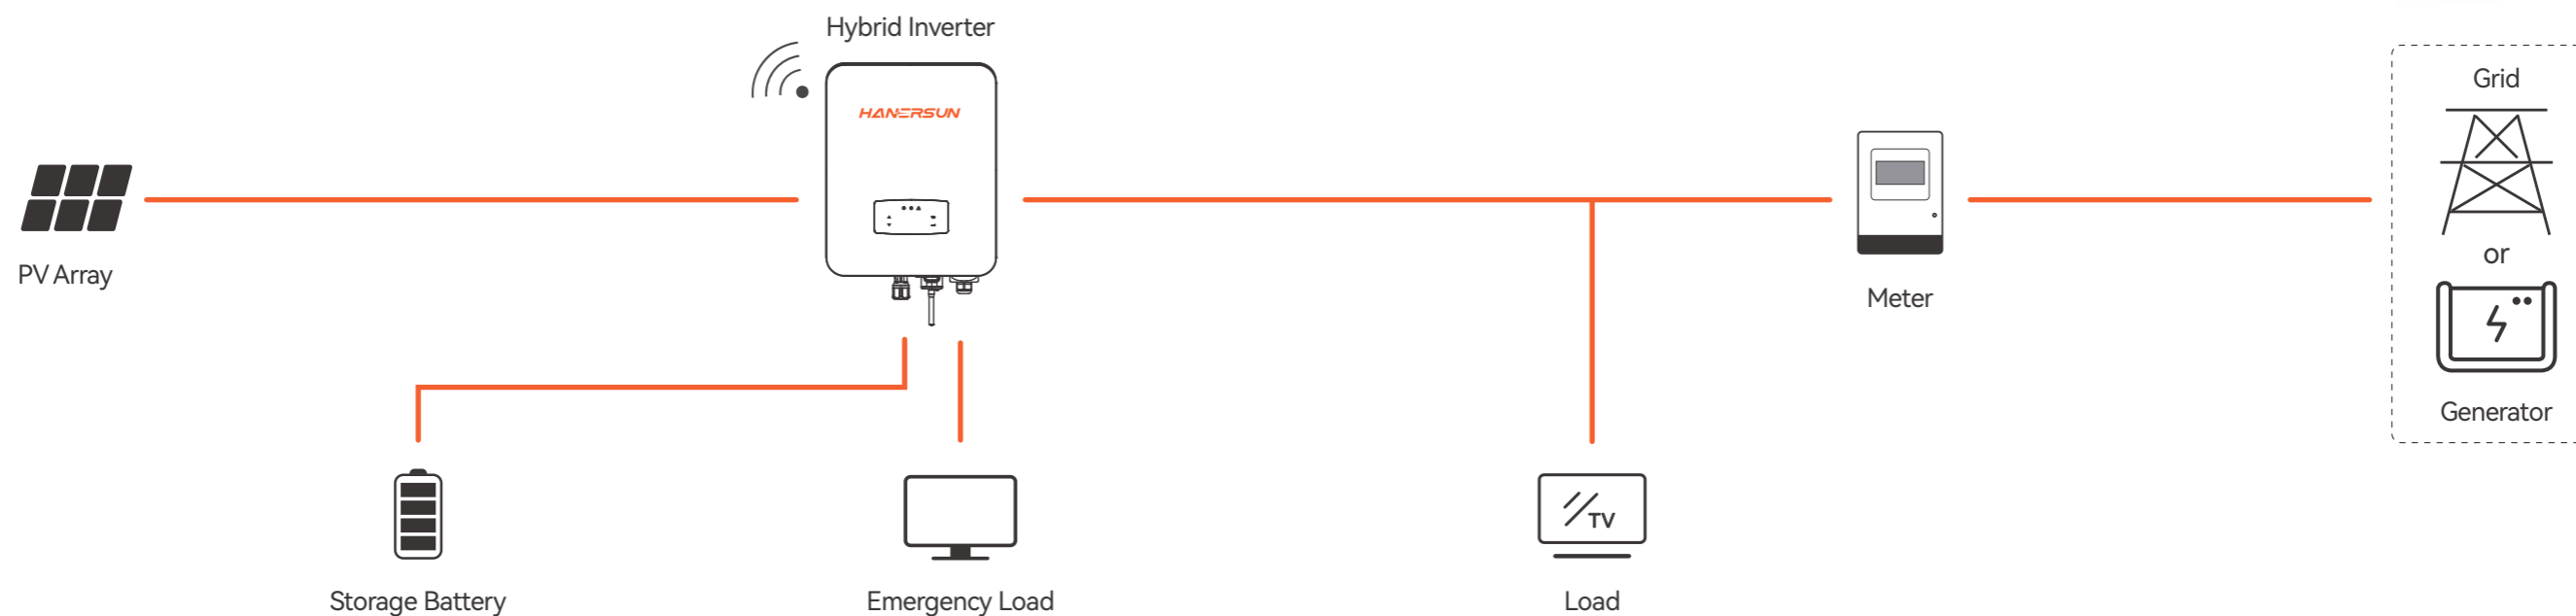 Hybrid Inverter
HANERSUN
Grid
or
Generator
PV Array
Meter
TV
Storage Battery
Emergency Load
Load